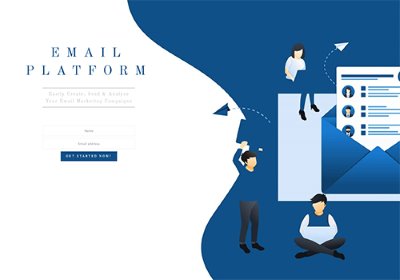 EMAIL
PLATFORM
Easily Create, Send & Analyze
Your Email Marketing Campaigns
Name
Email address
GET STARTED NOW!